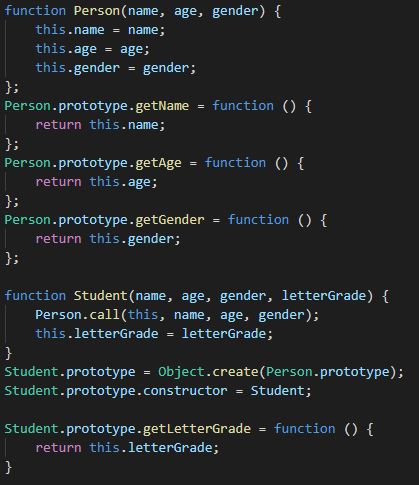 function Person(name, age, gender) {
    this.name = name;
    this.age = age;
    this.gender = gender;
};
Person.prototype.getName = function () {
    return this.name;
};
Person.prototype.getAge = function () {
    return this.age;
};
Person.prototype.getGender = function () {
    return this.gender;
};

function Student(name, age, gender, letterGrade) {
    Person.call(this, name, age, gender);
    this.letterGrade = letterGrade;
}
Student.prototype = Object.create(Person.prototype);
Student.prototype.constructor = Student;

Student.prototype.getLetterGrade = function () {
    return this.letterGrade;
}